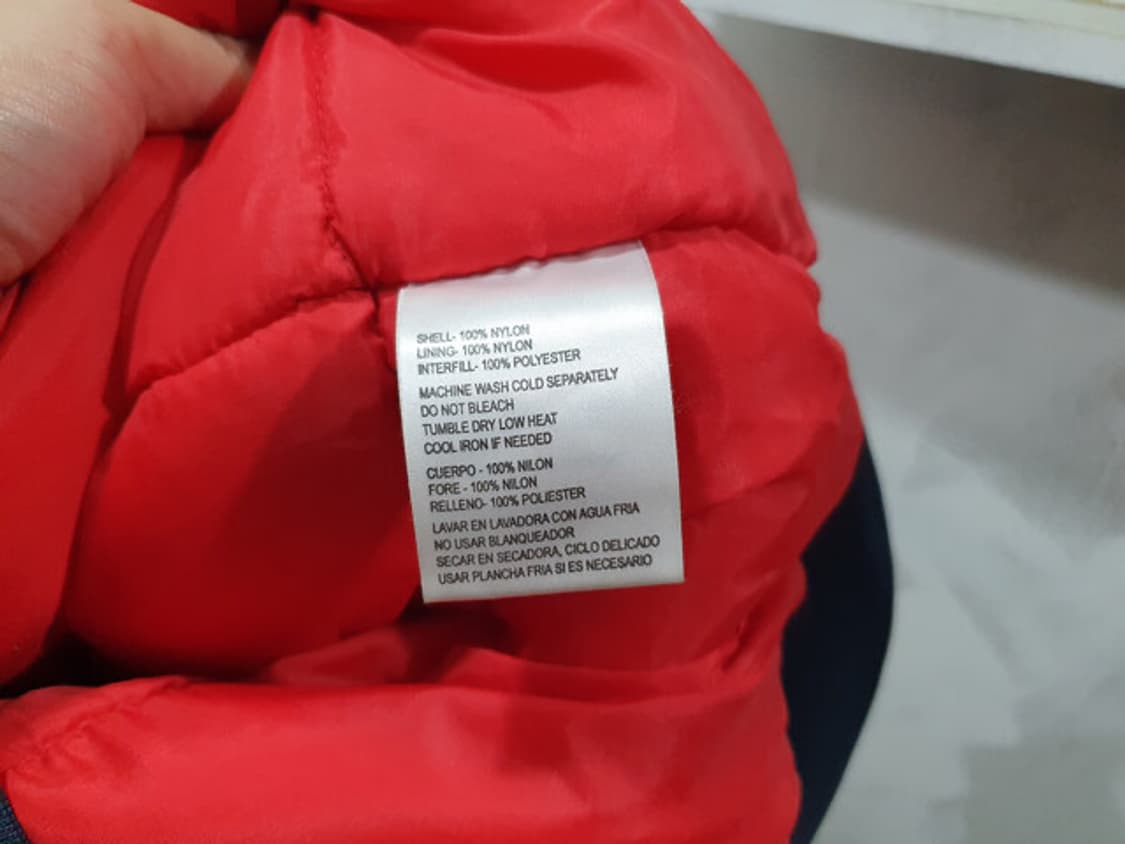 SHELL- 100% NYLON
LINING- 100% NYLON
INTERFILL- 100% POLYESTER
MACHINE WASH COLD SEPARATELY
DO NOT BLEACH
TUMBLE DRY LOW HEAT
COOL IRON IF NEEDED
CUERPO - 100% NILON
FORE - 100% NILON
RELLENO- 100% POLIESTER
LAVAR EN LAVADORA CON AGUA FRIA
NO USAR BLANQUEADOR
SECAR EN SECADORA, CICLO DELICADO
USAR PLANCHA FRIA SI ES NECESARIO